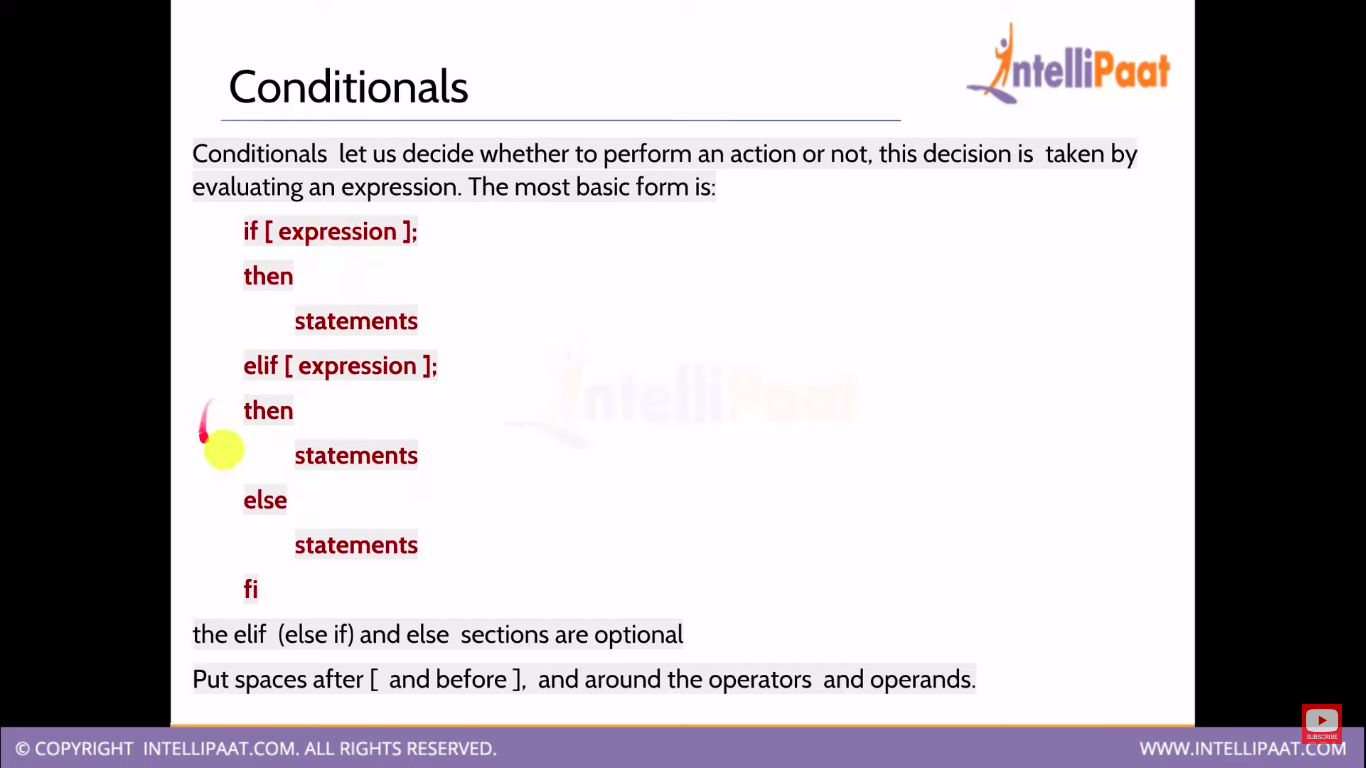 IntelliPaat
Conditionals
Conditionals let us decide whether to perform an action or not, this decision is taken by
evaluating an expression. The most basic form is:
if [ expression ];
then
statements
elif [ expression ];
then
statements
else
statements
fi
the elif (else if) and else sections are optional
Put spaces after [ and before ], and around the operators and operands.
IntelliPaat
SUBSCRIBE
© COPYRIGHT INTELLIPAAT.COM. ALL RIGHTS RESERVED.
WWW.INTELLIPAAT.COM